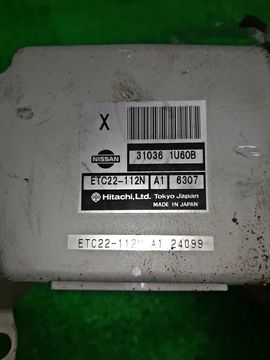 X
NISSAN
31036 1U60B
ETC22-112N A1 6307
Hitachi, Ltd. Tokyo Japan
MADE IN JAPAN
ETC22-112N A1 24099